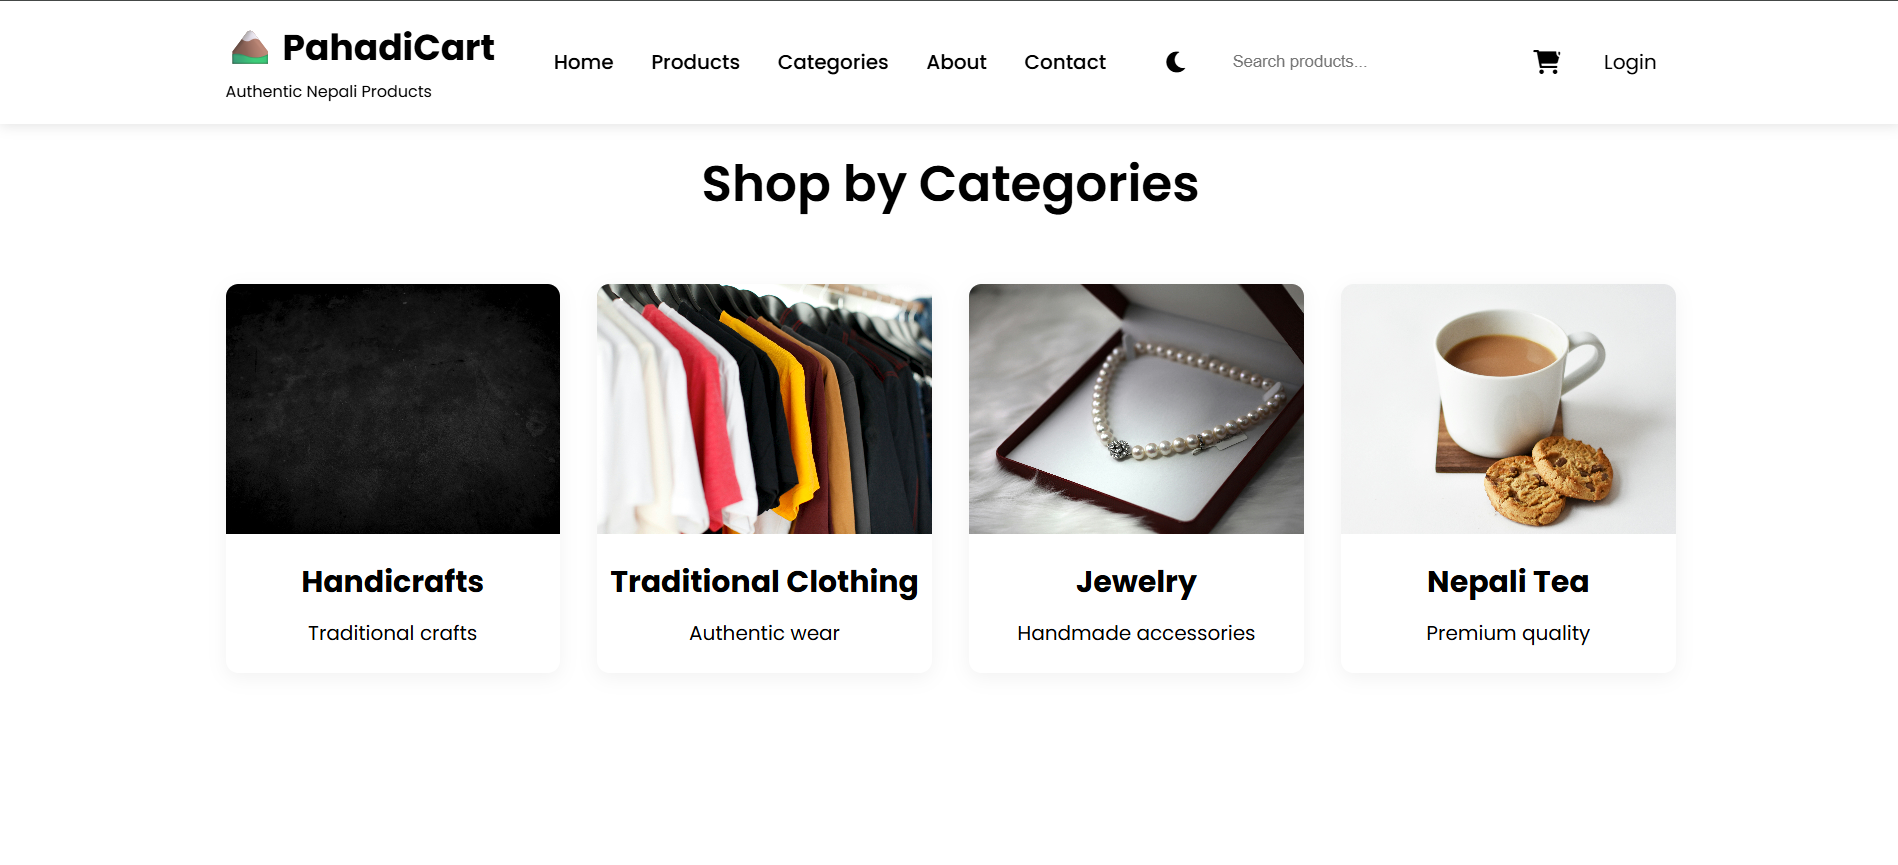 PahadiCart
Authentic Nepali Products
Home Products Categories About Contact Search products... Login
Shop by Categories
Handicrafts
Traditional crafts
Traditional Clothing
Authentic wear
Jewelry
Handmade accessories
Nepali Tea
Premium quality